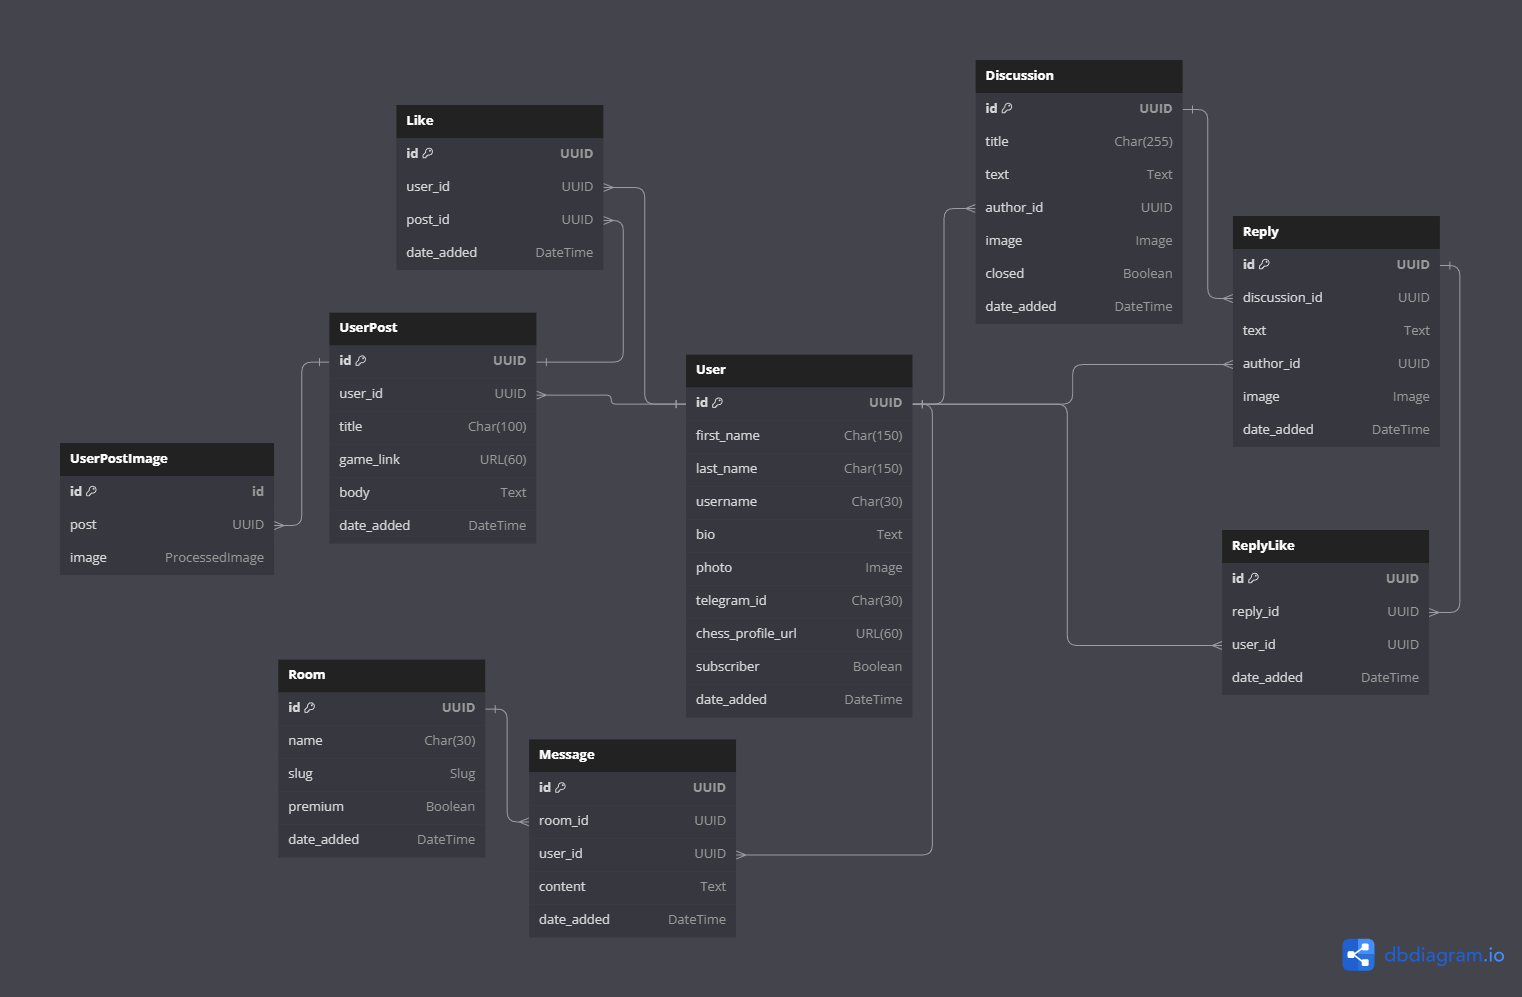 Like
id UUID
user_id UUID
post_id UUID
date_added DateTime
UserPost
id UUID
user_id UUID
title Char(100)
game_link URL(60)
body Text
date_added DateTime
UserPostImage
id id
post UUID
image ProcessedImage
Room
id UUID
name Char(30)
slug Slug
premium Boolean
date_added DateTime
Message
id UUID
room_id UUID
user_id UUID
content Text
date_added DateTime
User
id UUID
first_name Char(150)
last_name Char(150)
username Char(30)
bio Text
photo Image
telegram_id Char(30)
chess_profile_url URL(60)
subscriber Boolean
date_added DateTime
Discussion
id UUID
title Char(255)
text Text
author_id UUID
image Image
closed Boolean
date_added DateTime
Reply
id UUID
discussion_id UUID
text Text
author_id UUID
image Image
date_added DateTime
ReplyLike
id UUID
reply_id UUID
user_id UUID
date_added DateTime
dbdiagram.io